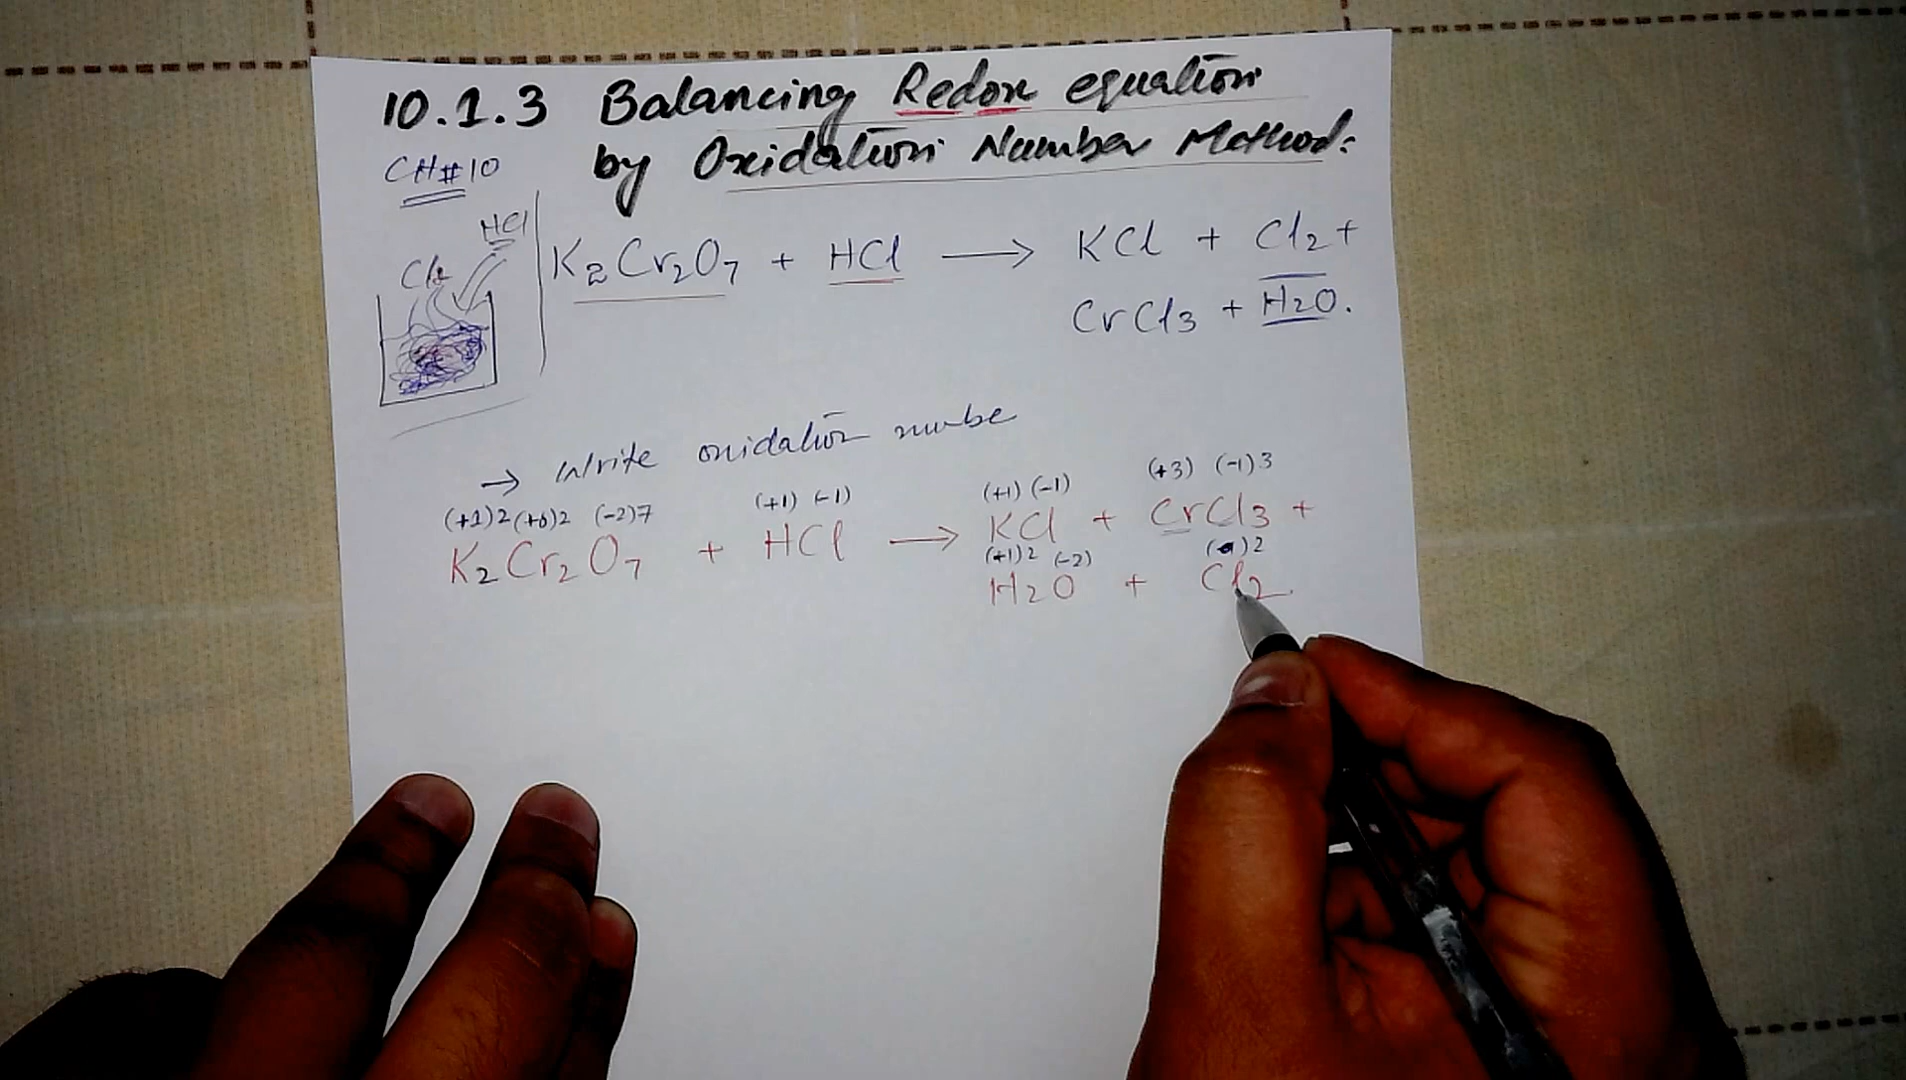 10.1.3 Balancing Redox equation
by Oxidation Number Method:
CH#10
HCl
Cl2
K2Cr2O7 + HCl → KCl + Cl2 +
CrCl3 + H2O.
→ Write oxidation numbe
(+1)2 (+6)2 (-2)7 (+1) (-1) (+1) (-1) (+3) (-1)3
K2Cr2O7 + HCl → KCl + CrCl3 +
(+1)2 (-2) ( )2
H2O + Cl2.